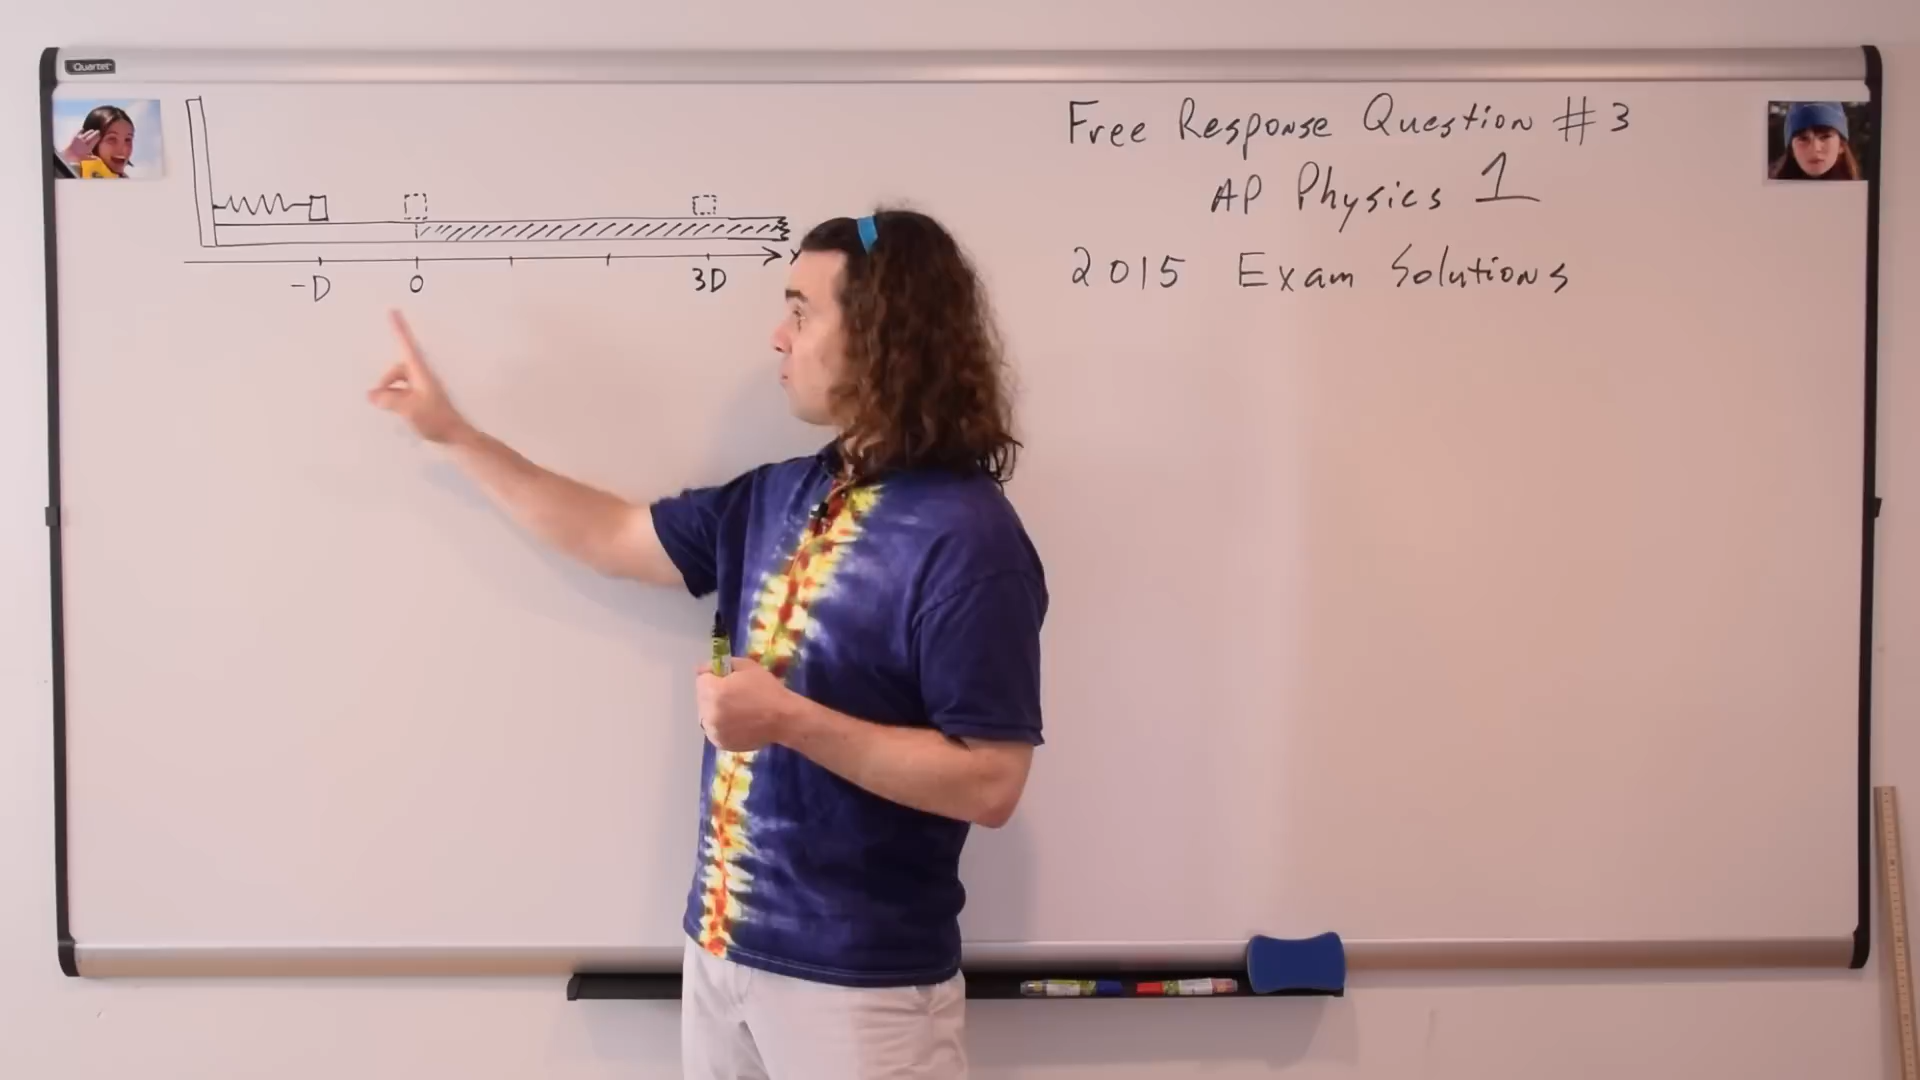 Quartet
Free Response Question #3
AP Physics 1
2015 Exam Solutions
x
-D 0 3D